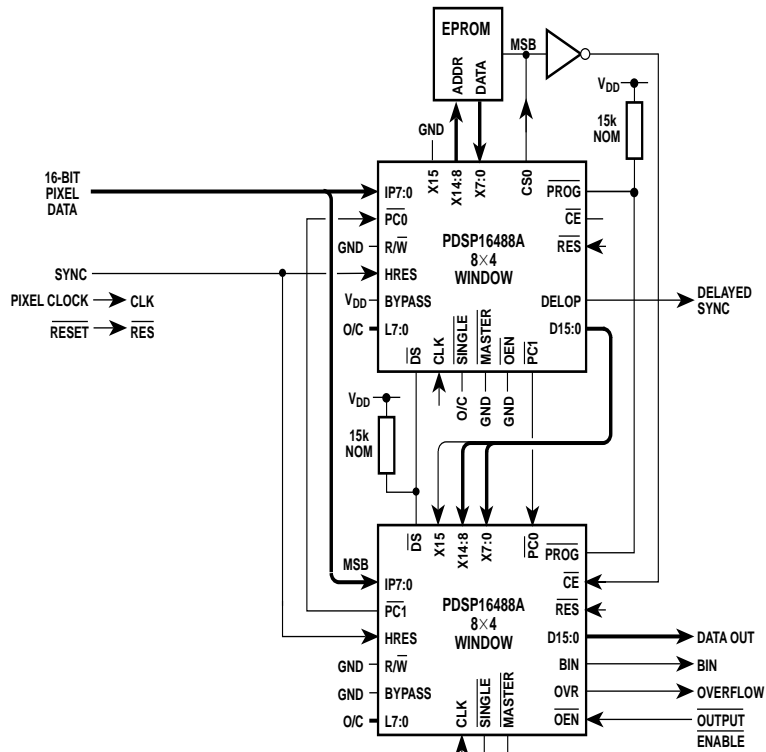 EPROM
MSB
ADDR
DATA
V_DD
15k
NOM
GND
X15
X14:8
X7:0
CS0
16-BIT
PIXEL
DATA
IP7:0
PROG
PC0
CE
GND
R/W
PDSP16488A
8×4
WINDOW
RES
SYNC
HRES
PIXEL CLOCK
CLK
V_DD
BYPASS
DELOP
DELAYED
SYNC
RESET
RES
O/C
L7:0
D15:0
DS
CLK
SINGLE
MASTER
OEN
PC1
O/C
GND
GND
V_DD
15k
NOM
DS
X15
X14:8
X7:0
PC0
PROG
MSB
IP7:0
CE
PC1
PDSP16488A
8×4
WINDOW
RES
HRES
D15:0
DATA OUT
GND
R/W
BIN
BIN
GND
BYPASS
OVR
OVERFLOW
O/C
L7:0
CLK
SINGLE
MASTER
OEN
OUTPUT
ENABLE